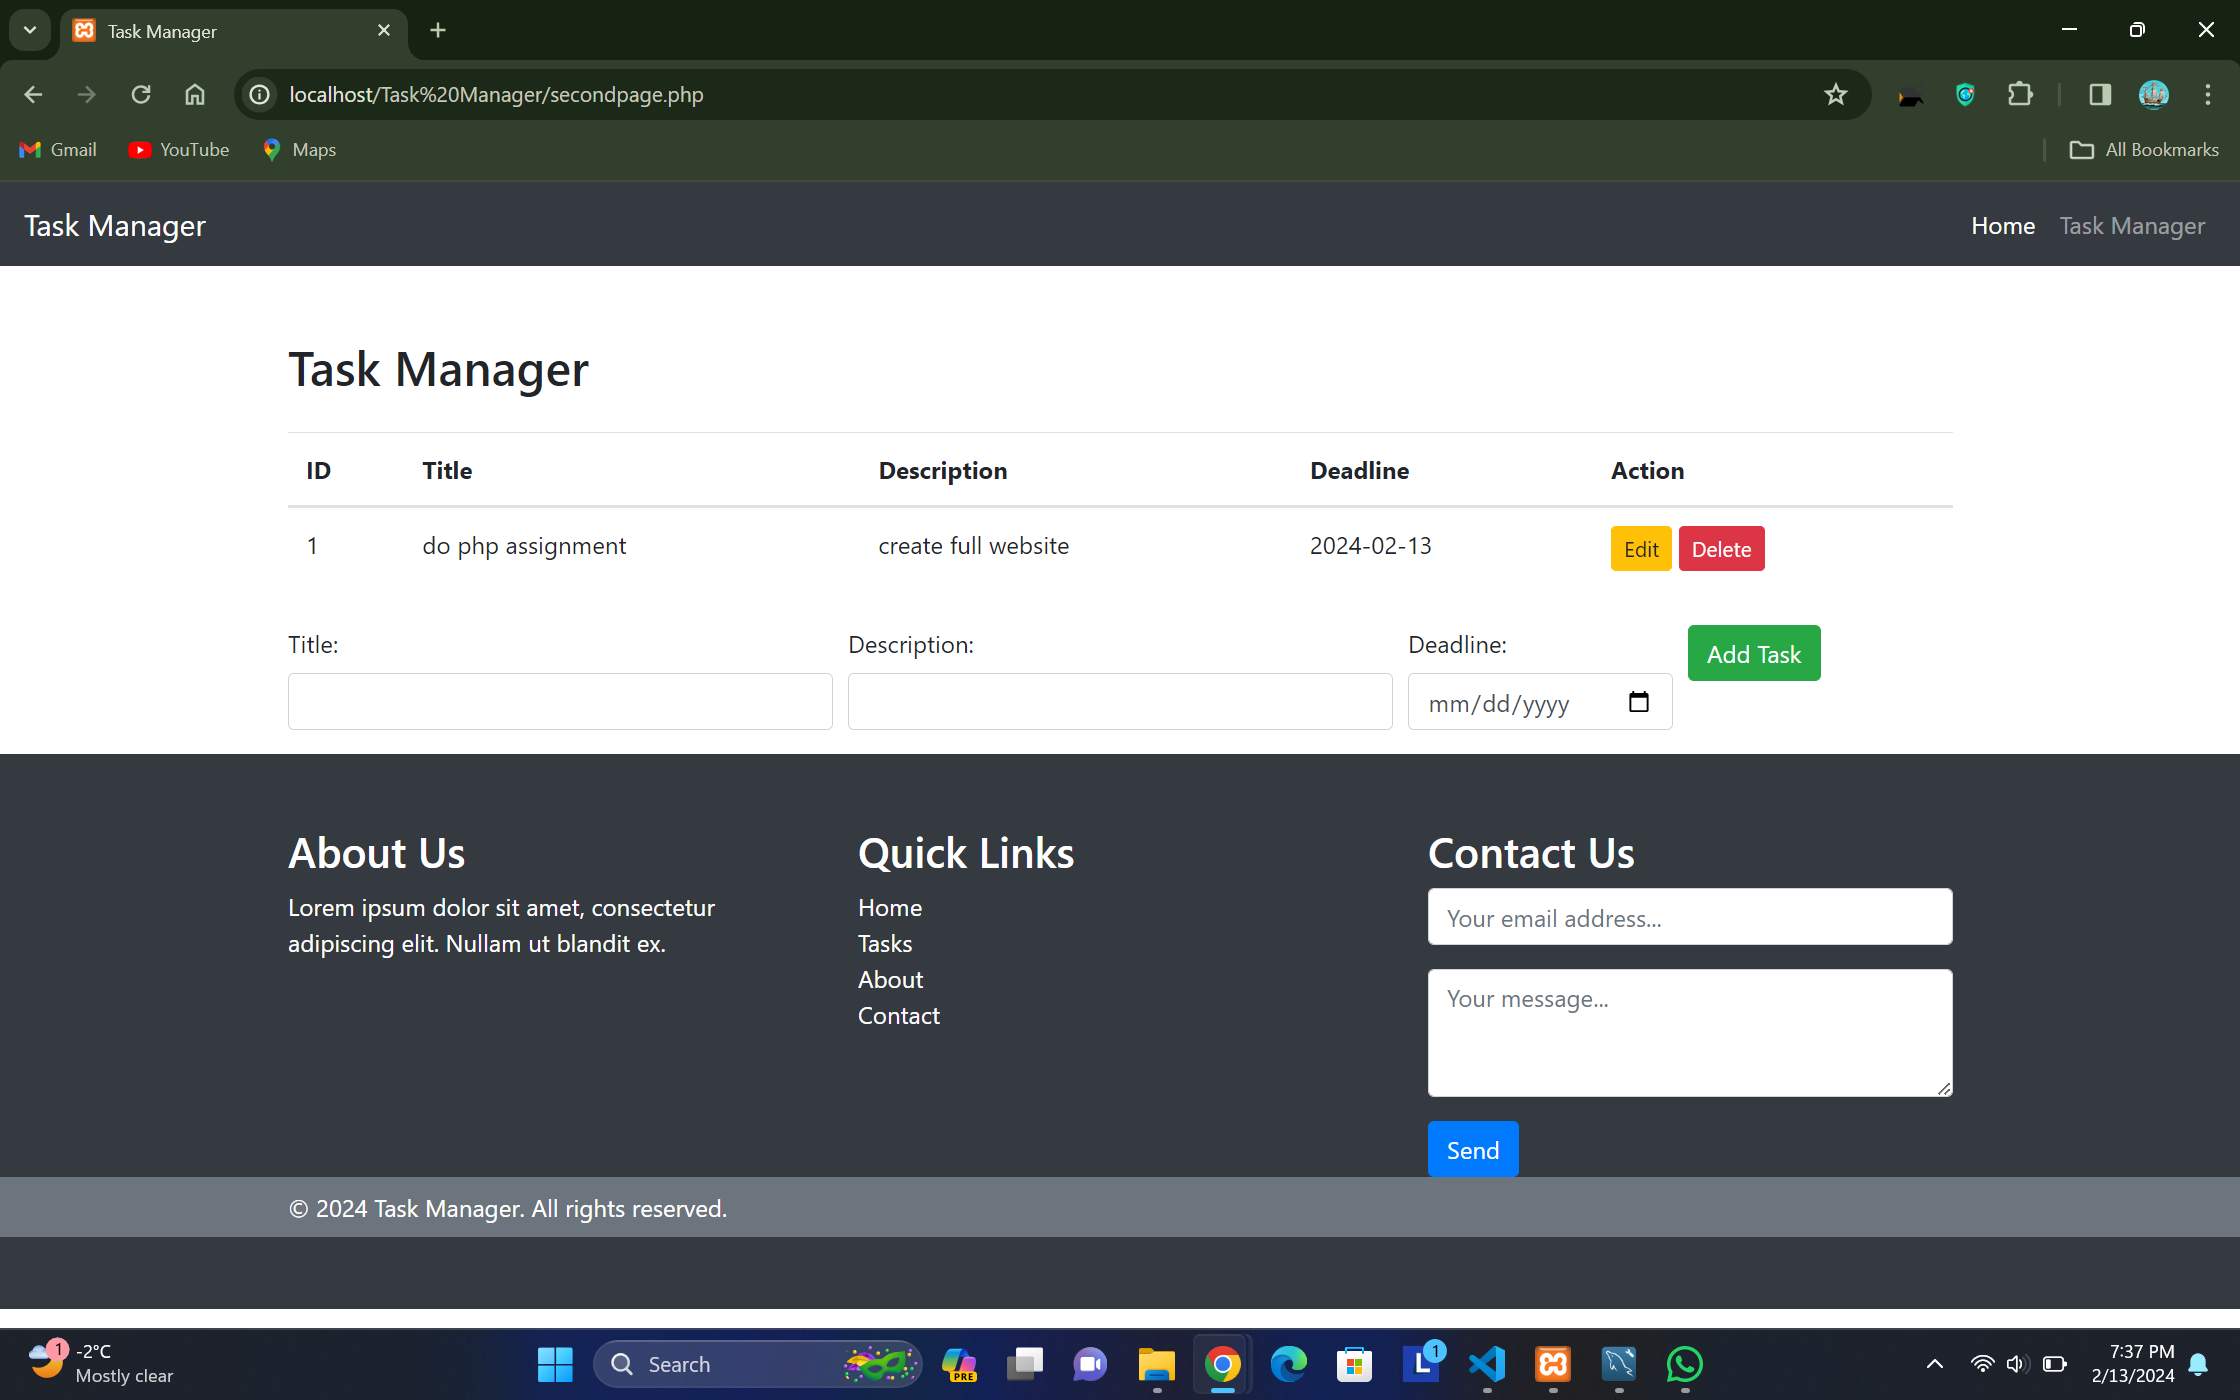 Task Manager
localhost/Task%20Manager/secondpage.php
Gmail YouTube Maps All Bookmarks
Task Manager Home Task Manager
Task Manager
ID Title Description Deadline Action
1 do php assignment create full website 2024-02-13 Edit Delete
Title: Description: Deadline: Add Task
mm/dd/yyyy
About Us Quick Links Contact Us
Lorem ipsum dolor sit amet, consectetur
adipiscing elit. Nullam ut blandit ex.
Home
Tasks
About
Contact
Your email address...
Your message...
Send
© 2024 Task Manager. All rights reserved.
1 -2°C
Mostly clear
Search
PRE
L 1
7:37 PM
2/13/2024